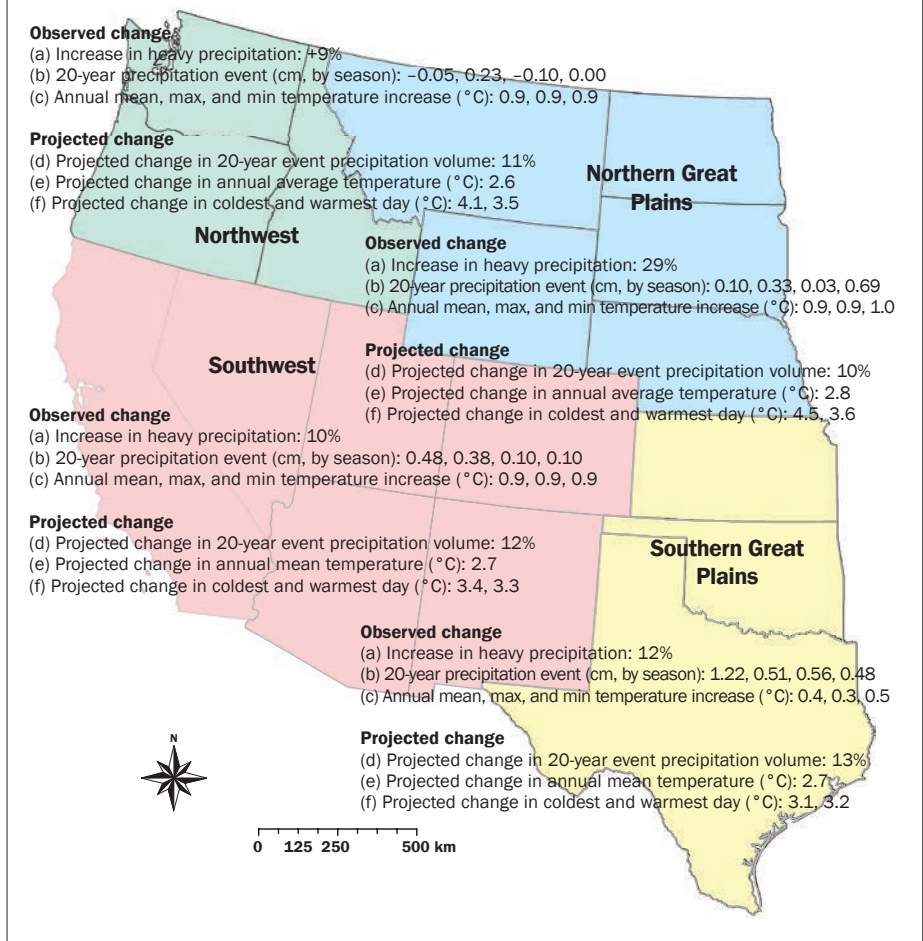 Observed change
(a) Increase in heavy precipitation: +9%
(b) 20-year precipitation event (cm, by season): –0.05, 0.23, –0.10, 0.00
(c) Annual mean, max, and min temperature increase (°C): 0.9, 0.9, 0.9
Projected change
(d) Projected change in 20-year event precipitation volume: 11%
(e) Projected change in annual average temperature (°C): 2.6
(f) Projected change in coldest and warmest day (°C): 4.1, 3.5
Northwest
Northern Great
Plains
Observed change
(a) Increase in heavy precipitation: 29%
(b) 20-year precipitation event (cm, by season): 0.10, 0.33, 0.03, 0.69
(c) Annual mean, max, and min temperature increase (°C): 0.9, 0.9, 1.0
Projected change
(d) Projected change in 20-year event precipitation volume: 10%
(e) Projected change in annual average temperature (°C): 2.8
(f) Projected change in coldest and warmest day (°C): 4.5, 3.6
Southwest
Observed change
(a) Increase in heavy precipitation: 10%
(b) 20-year precipitation event (cm, by season): 0.48, 0.38, 0.10, 0.10
(c) Annual mean, max, and min temperature increase (°C): 0.9, 0.9, 0.9
Projected change
(d) Projected change in 20-year event precipitation volume: 12%
(e) Projected change in annual mean temperature (°C): 2.7
(f) Projected change in coldest and warmest day (°C): 3.4, 3.3
Southern Great
Plains
Observed change
(a) Increase in heavy precipitation: 12%
(b) 20-year precipitation event (cm, by season): 1.22, 0.51, 0.56, 0.48
(c) Annual mean, max, and min temperature increase (°C): 0.4, 0.3, 0.5
Projected change
(d) Projected change in 20-year event precipitation volume: 13%
(e) Projected change in annual mean temperature (°C): 2.7
(f) Projected change in coldest and warmest day (°C): 3.1, 3.2
N
0 125 250 500 km